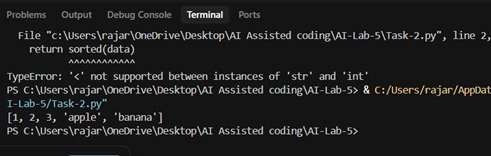 Problems Output Debug Console Terminal Ports
File "c:\Users\rajar\OneDrive\Desktop\AI Assisted coding\AI-Lab-5\Task-2.py", line 2,
return sorted(data)
^^^^^^^^^^^^
TypeError: '<' not supported between instances of 'str' and 'int'
PS C:\Users\rajar\OneDrive\Desktop\AI Assisted coding\AI-Lab-5> & C:/Users/rajar/AppDat
I-Lab-5/Task-2.py"
[1, 2, 3, 'apple', 'banana']
PS C:\Users\rajar\OneDrive\Desktop\AI Assisted coding\AI-Lab-5>